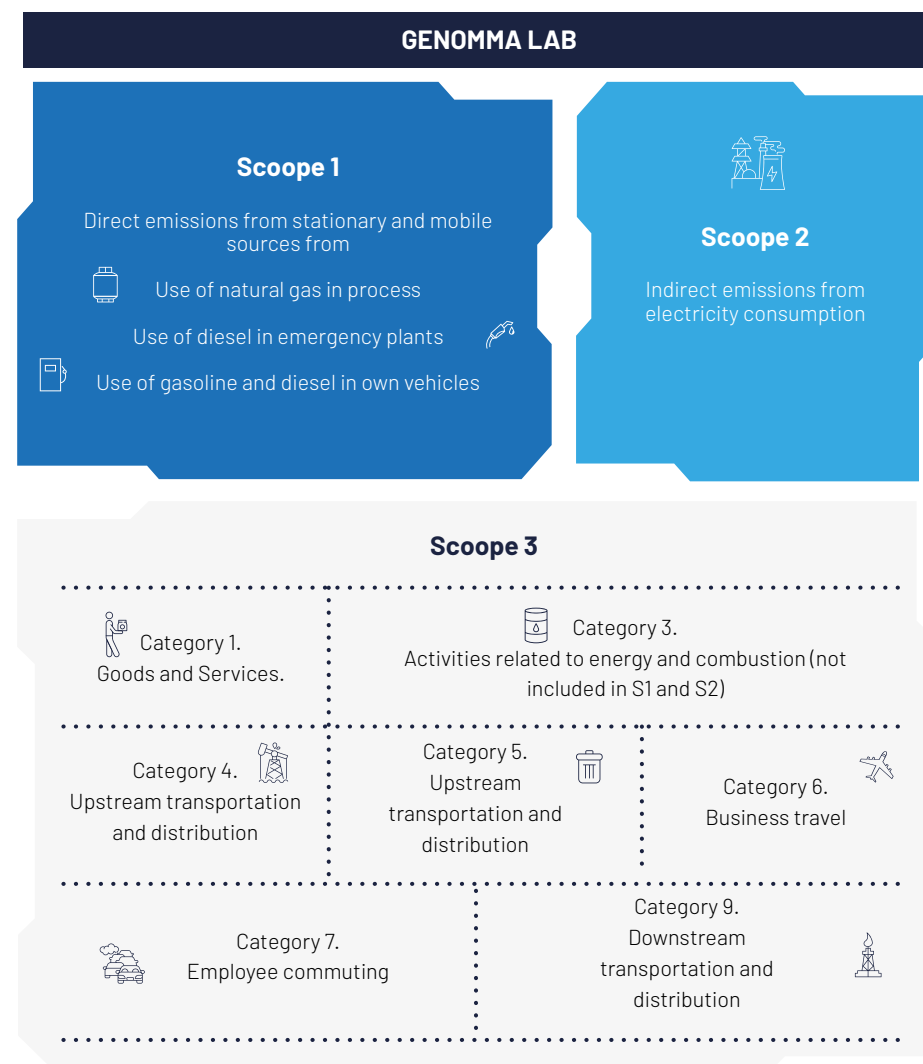 GENOMMA LAB
Scoope 1
Direct emissions from stationary and mobile
sources from
Use of natural gas in process
Use of diesel in emergency plants
Use of gasoline and diesel in own vehicles
Scoope 2
Indirect emissions from
electricity consumption
Scoope 3
Category 1.
Goods and Services.
Category 3.
Activities related to energy and combustion (not
included in S1 and S2)
Category 4.
Upstream transportation
and distribution
Category 5.
Upstream
transportation and
distribution
Category 6.
Business travel
Category 7.
Employee commuting
Category 9.
Downstream
transportation and
distribution